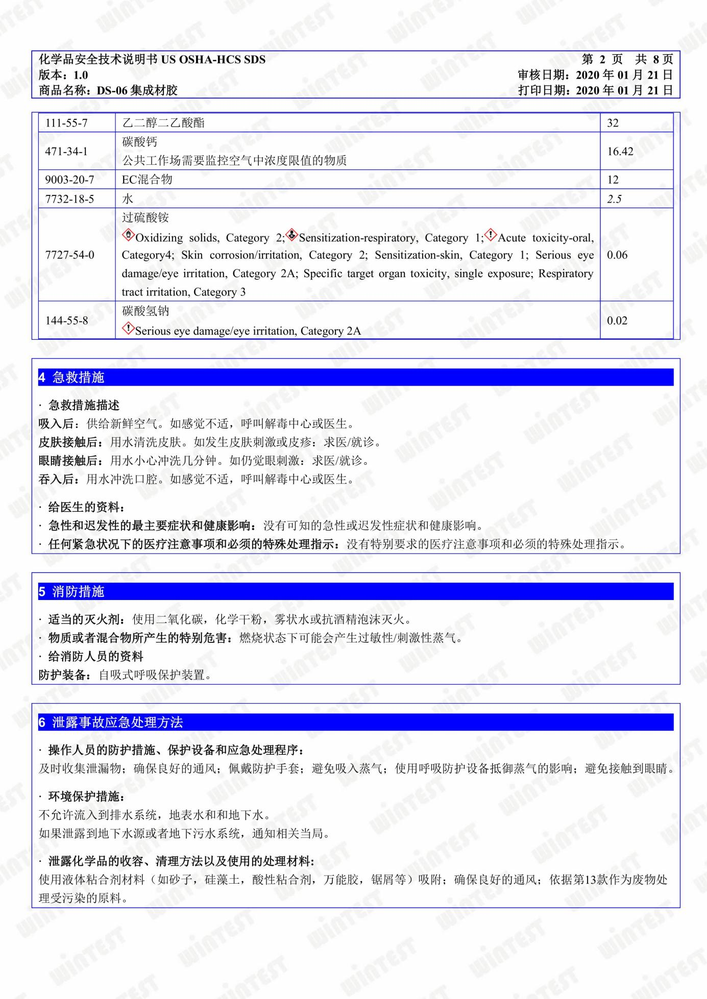 化学品安全技术说明书 US OSHA-HCS SDS
第 2 页 共 8 页
版本：1.0
审核日期：2020 年 01 月 21 日
商品名称：DS-06 集成材胶
打印日期：2020 年 01 月 21 日
111-55-7 乙二醇二乙酸酯 32
471-34-1 碳酸钙 16.42
公共工作场需要监控空气中浓度限值的物质
9003-20-7 EC混合物 12
7732-18-5 水 2.5
7727-54-0 过硫酸铵 0.06
Oxidizing solids, Category 2; Sensitization-respiratory, Category 1; Acute toxicity-oral,
Category4; Skin corrosion/irritation, Category 2; Sensitization-skin, Category 1; Serious eye
damage/eye irritation, Category 2A; Specific target organ toxicity, single exposure; Respiratory
tract irritation, Category 3
144-55-8 碳酸氢钠 0.02
Serious eye damage/eye irritation, Category 2A
4 急救措施
· 急救措施描述
吸入后：供给新鲜空气。如感觉不适，呼叫解毒中心或医生。
皮肤接触后：用水清洗皮肤。如发生皮肤刺激或皮疹：求医/就诊。
眼睛接触后：用水小心冲洗几分钟。如仍觉眼刺激：求医/就诊。
吞入后：用水冲洗口腔。如感觉不适，呼叫解毒中心或医生。
· 给医生的资料：
· 急性和迟发性的最主要症状和健康影响：没有可知的急性或迟发性症状和健康影响。
· 任何紧急状况下的医疗注意事项和必须的特殊处理指示：没有特别要求的医疗注意事项和必须的特殊处理指示。
5 消防措施
· 适当的灭火剂：使用二氧化碳，化学干粉，雾状水或抗酒精泡沫灭火。
· 物质或者混合物所产生的特别危害：燃烧状态下可能会产生过敏性/刺激性蒸气。
· 给消防人员的资料
防护装备：自吸式呼吸保护装置。
6 泄露事故应急处理方法
· 操作人员的防护措施、保护设备和应急处理程序：
及时收集泄漏物；确保良好的通风；佩戴防护手套；避免吸入蒸气；使用呼吸防护设备抵御蒸气的影响；避免接触到眼睛。
· 环境保护措施：
不允许流入到排水系统，地表水和和地下水。
如果泄露到地下水源或者地下污水系统，通知相关当局。
· 泄露化学品的收容、清理方法以及使用的处理材料:
使用液体粘合剂材料（如砂子，硅藻土，酸性粘合剂，万能胶，锯屑等）吸附；确保良好的通风；依据第13款作为废物处
理受污染的原料。